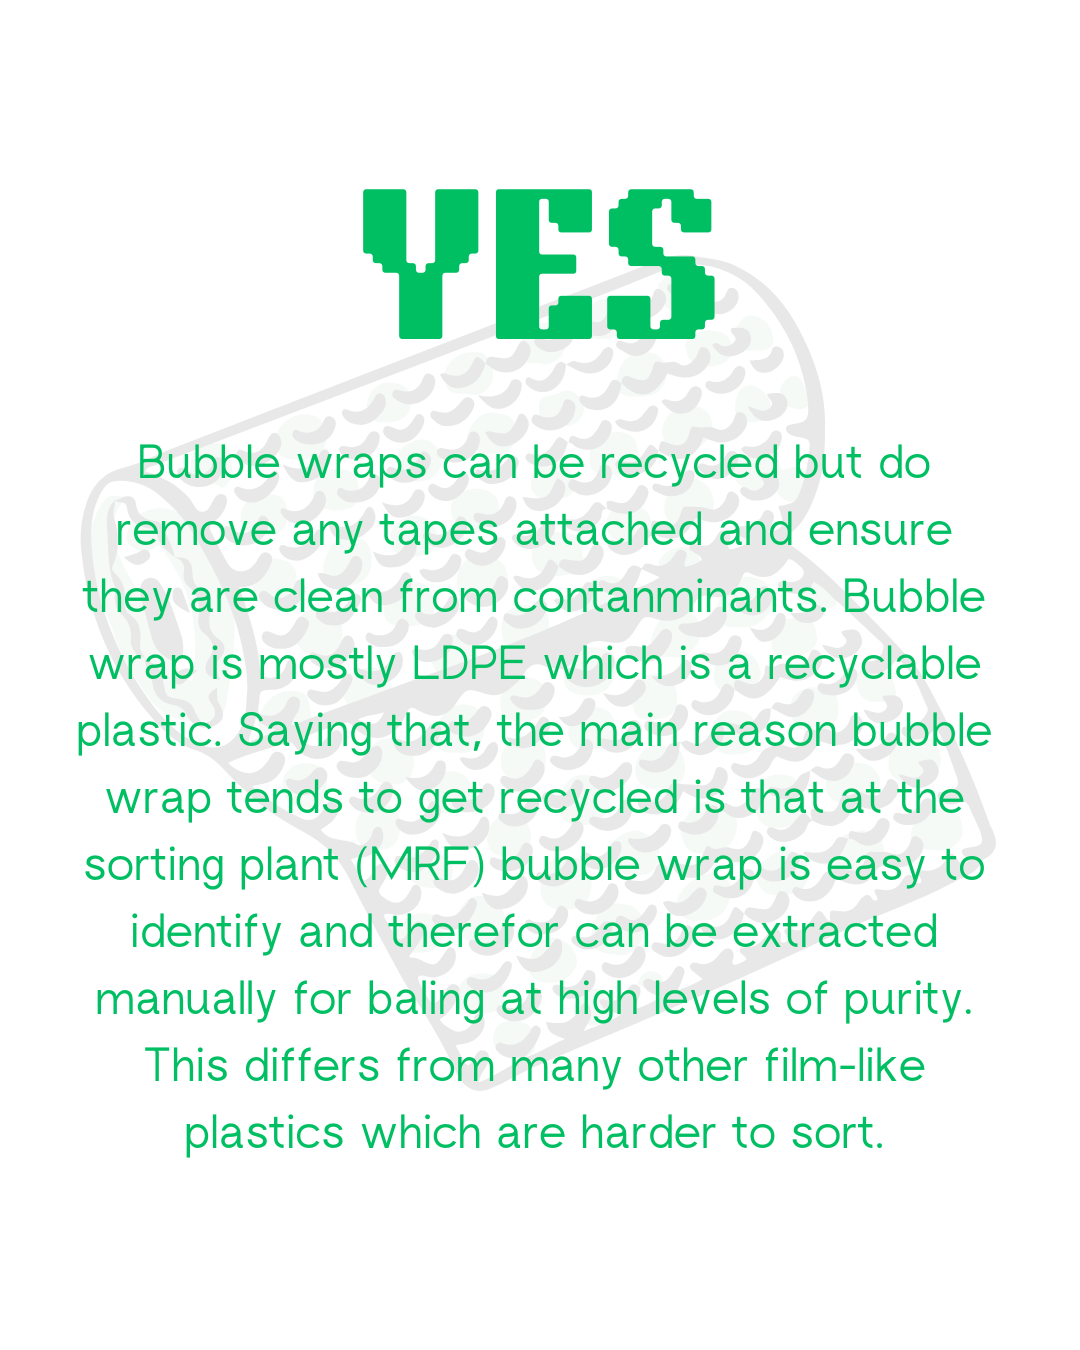 YES
Bubble wraps can be recycled but do
remove any tapes attached and ensure
they are clean from contanminants. Bubble
wrap is mostly LDPE which is a recyclable
plastic. Saying that, the main reason bubble
wrap tends to get recycled is that at the
sorting plant (MRF) bubble wrap is easy to
identify and therefor can be extracted
manually for baling at high levels of purity.
This differs from many other film-like
plastics which are harder to sort.